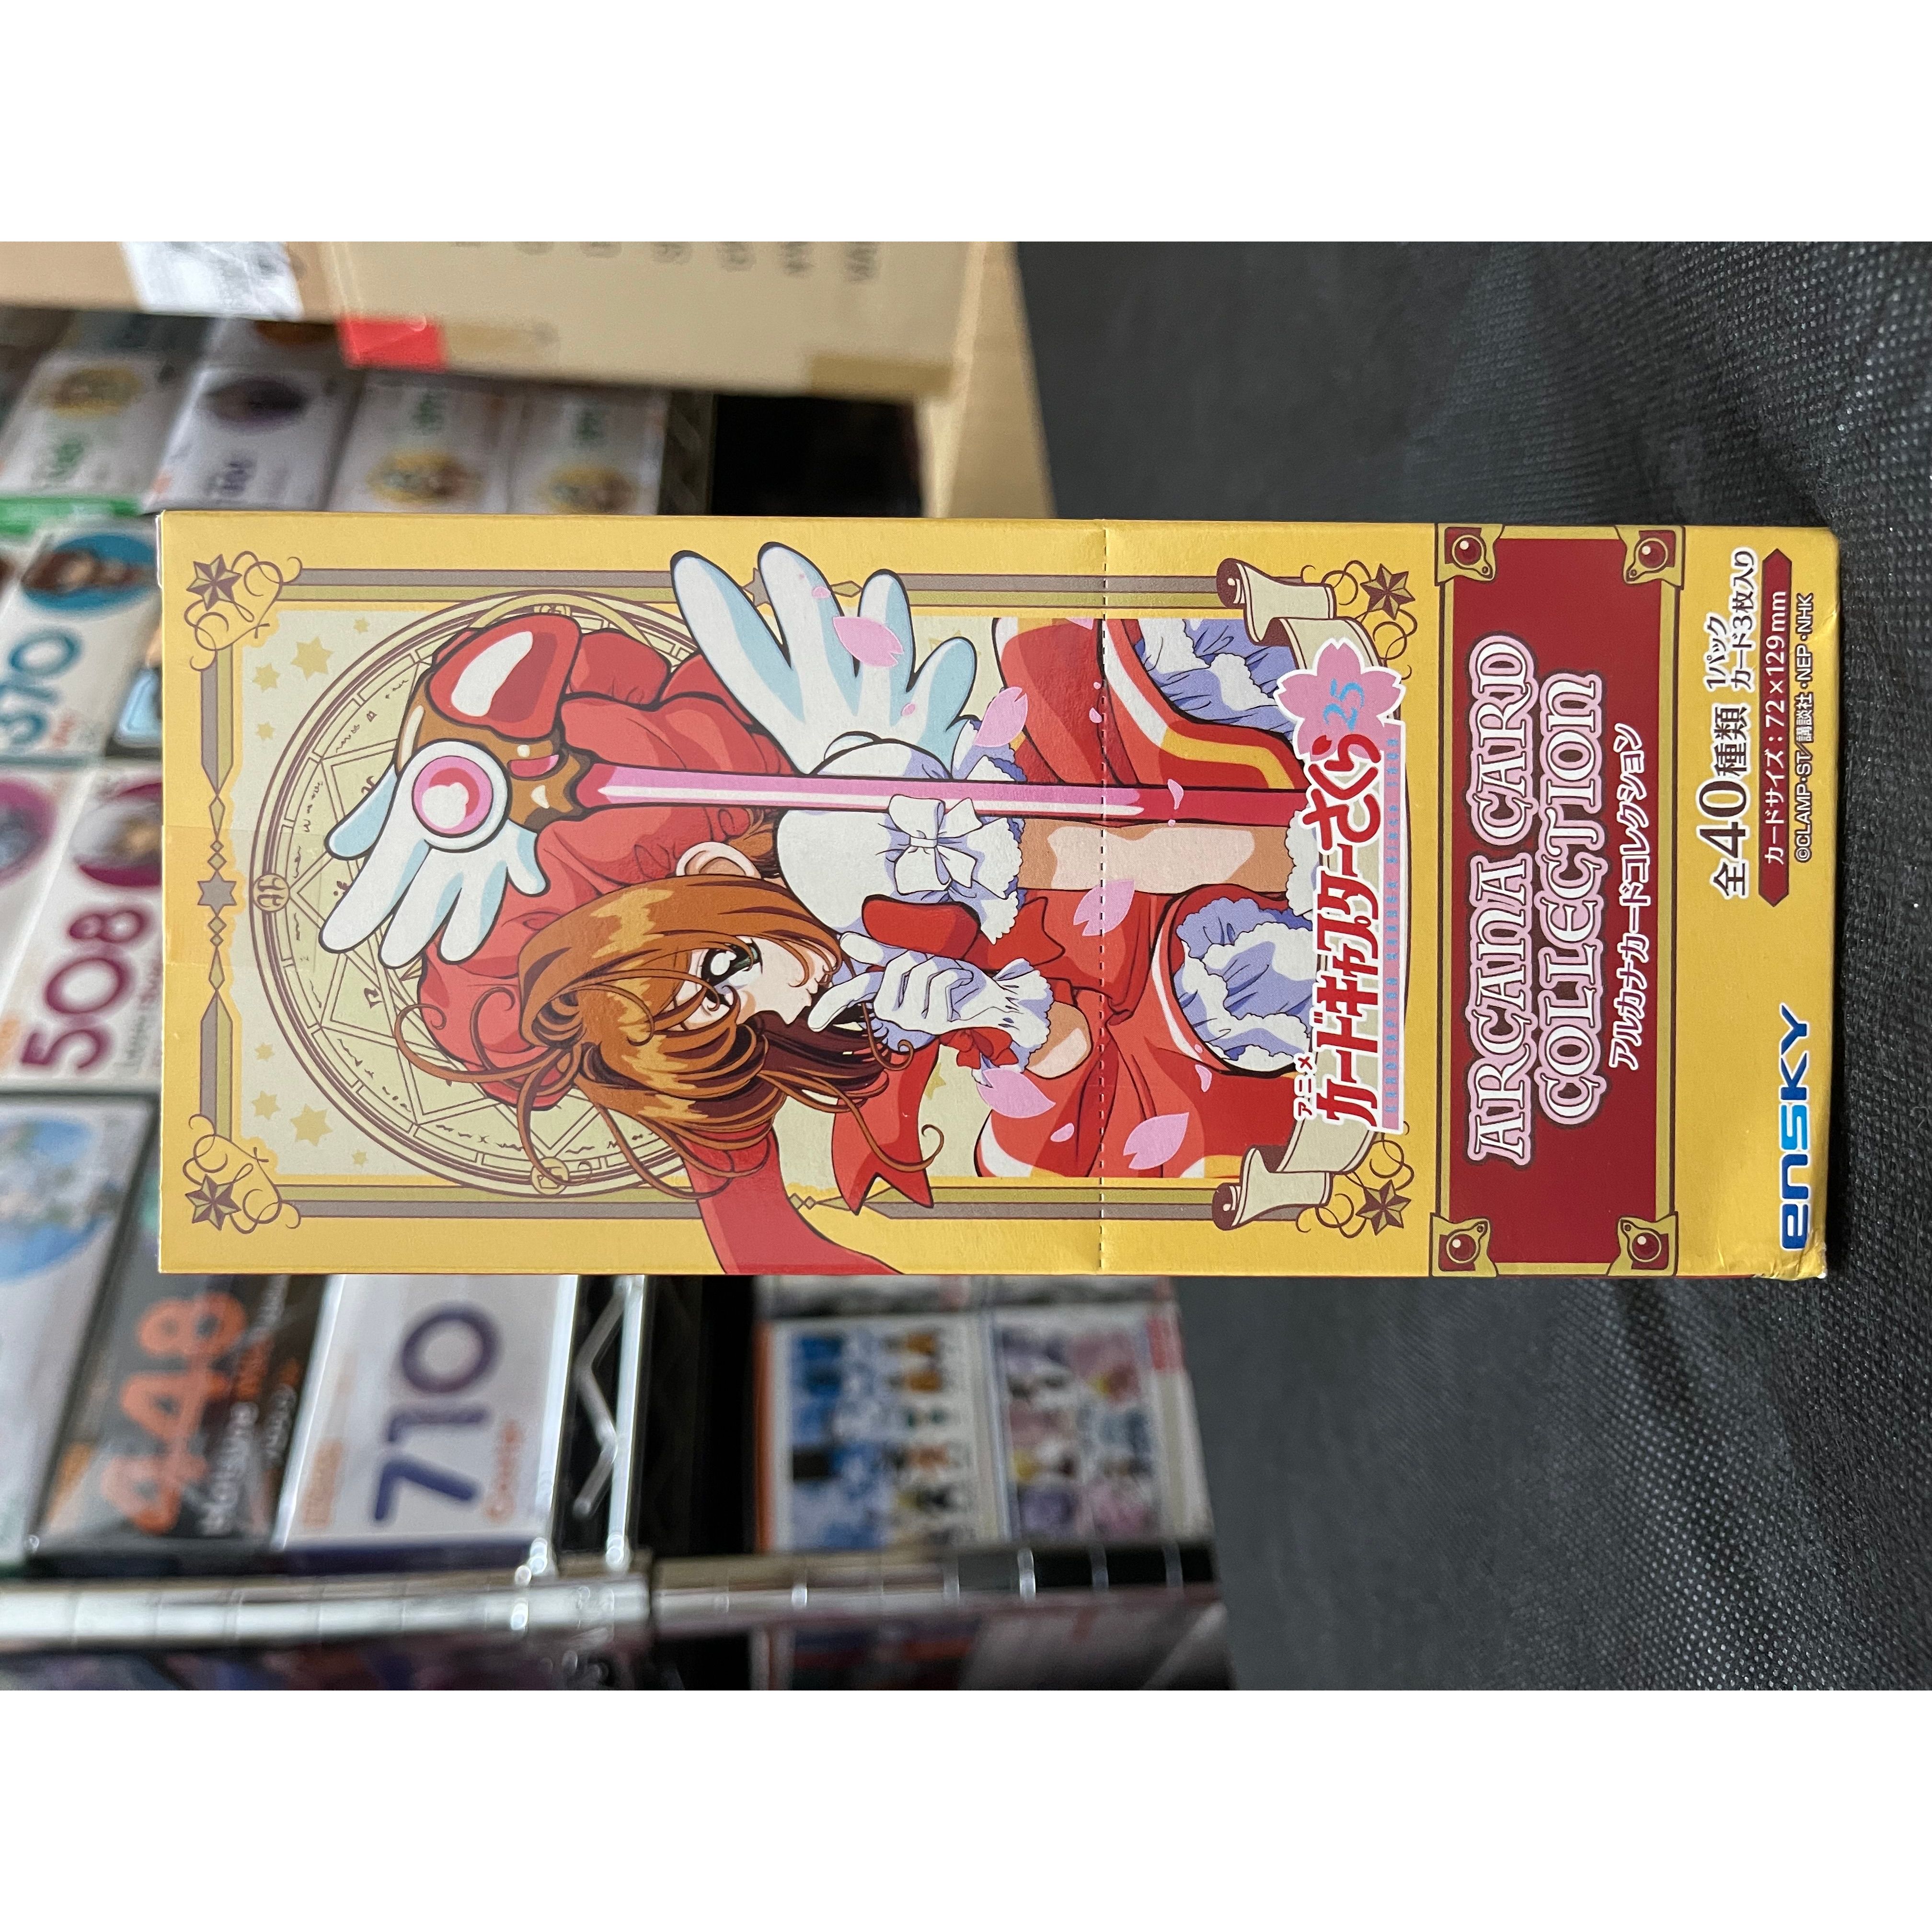 アニメ
カードキャプターさくら 25
ARCANA CARD
COLLECTION
アルカナカードコレクション
ensKY
全40種類
1パック
カード3枚入り
カードサイズ:72×129mm
©CLAMP・ST/講談社・NEP・NHK
508
448
710
370